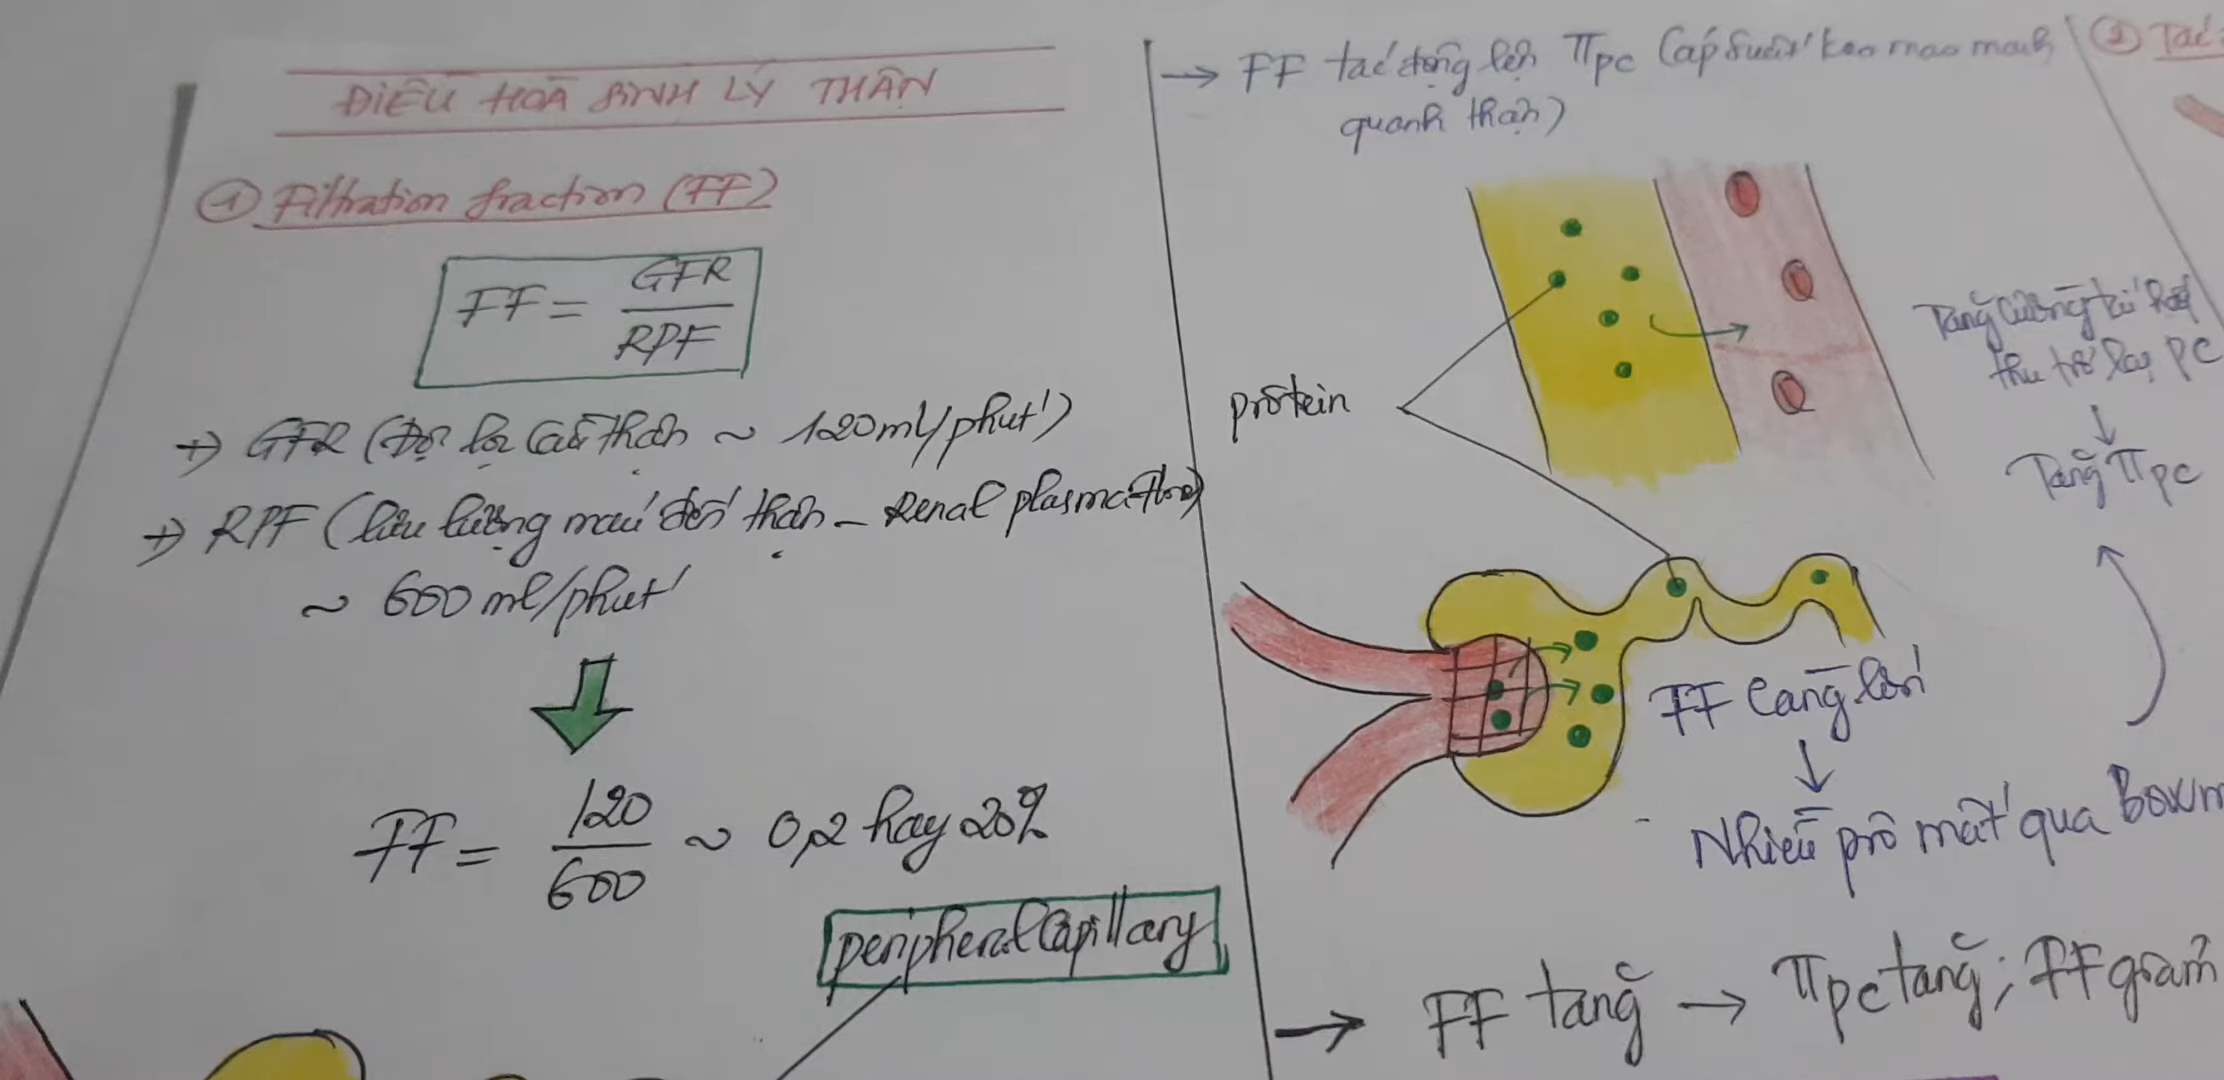 ĐIỀU HOÀ SINH LÝ THẬN
① Filtration fraction (FF)
FF = GFR / RPF
+> GFR (Độ lọc cầu thận ~ 120ml/phút)
+> RPF (lưu lượng máu đến thận - Renal plasma flow)
~ 600 ml/phút
FF = 120 / 600 ~ 0,2 hay 20%
peripheral Capillary
→ FF tác động lên πpc (áp suất keo mao mạch
quanh thận)
protein
Tăng cường tái hấp
thu trở lại PC
↓
Tăng πpc
FF càng lớn
↓
Nhiều prô mất qua Bowm
→ FF tăng → πpc tăng; FF giảm
② Tác